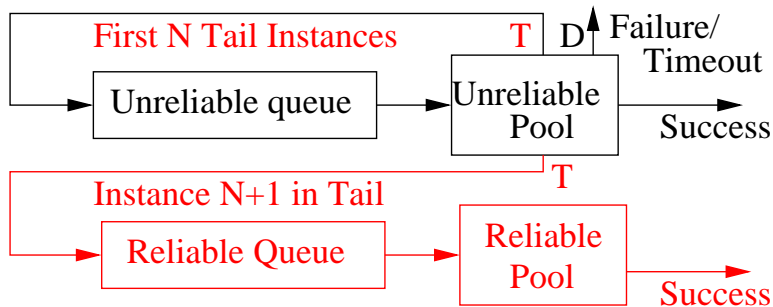 First N Tail Instances
T
D
Failure/
Timeout
Unreliable queue
Unreliable
Pool
Success
T
Instance N+1 in Tail
Reliable Queue
Reliable
Pool
Success